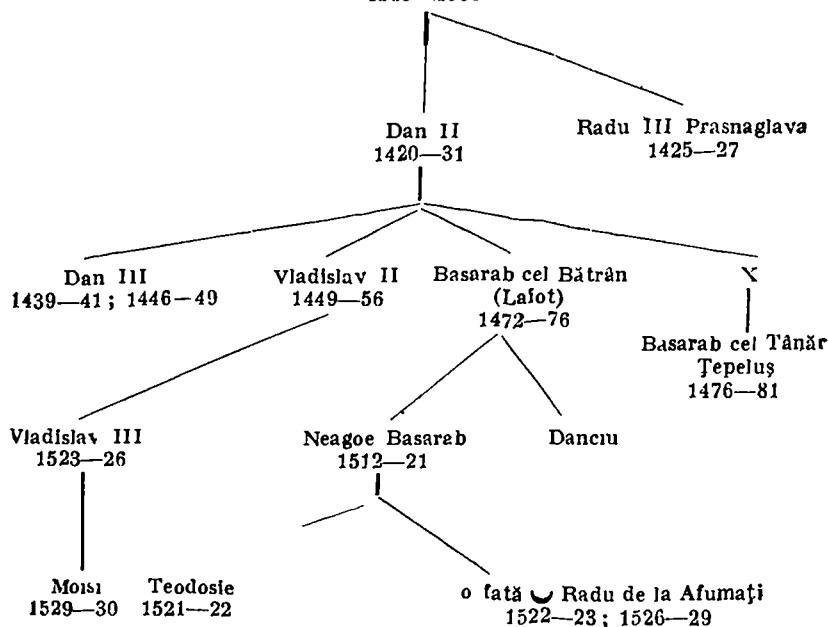 Dan II
1420—31
Radu III Prasnaglava
1425—27
Dan III
1439—41 ; 1446—49
Vladislav II
1449—56
Basarab cel Bătrân
(Laiot)
1472—76
X
Basarab cel Tânăr
Ţepeluş
1476—81
Vladislav III
1523—26
Neagoe Basarab
1512—21
Danciu
Moisi
1529—30
Teodosie
1521—22
o fată Radu de la Afumaţi
1522—23 ; 1526—29